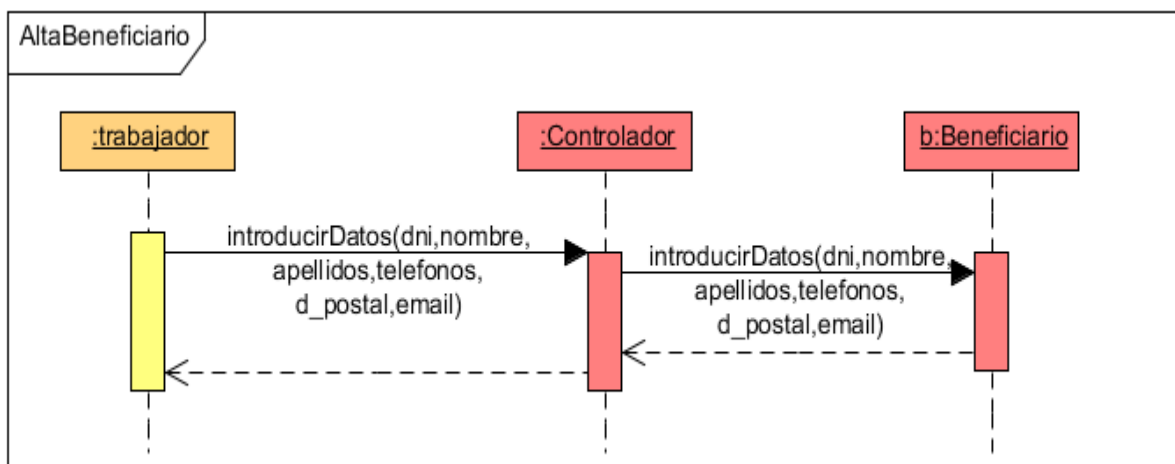 AltaBeneficiario
:trabajador
:Controlador
b:Beneficiario
introducirDatos(dni,nombre,
apellidos,telefonos,
d_postal,email)
introducirDatos(dni,nombre,
apellidos,telefonos,
d_postal,email)